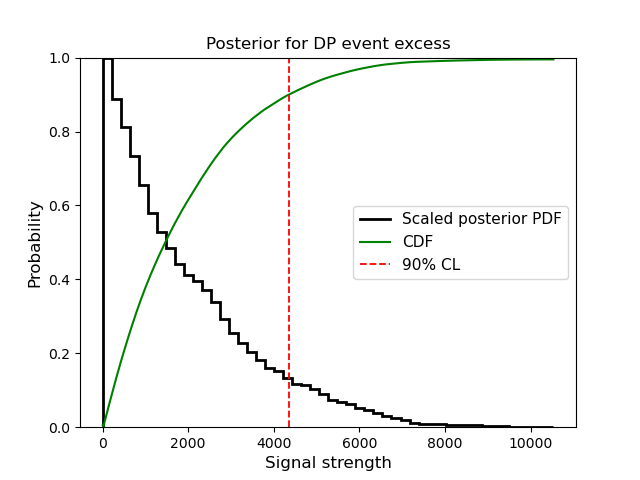 Posterior for DP event excess
1.0
0.8
0.6
0.4
0.2
0.0
Probability
Scaled posterior PDF
CDF
90% CL
0
2000
4000
6000
8000
10000
Signal strength